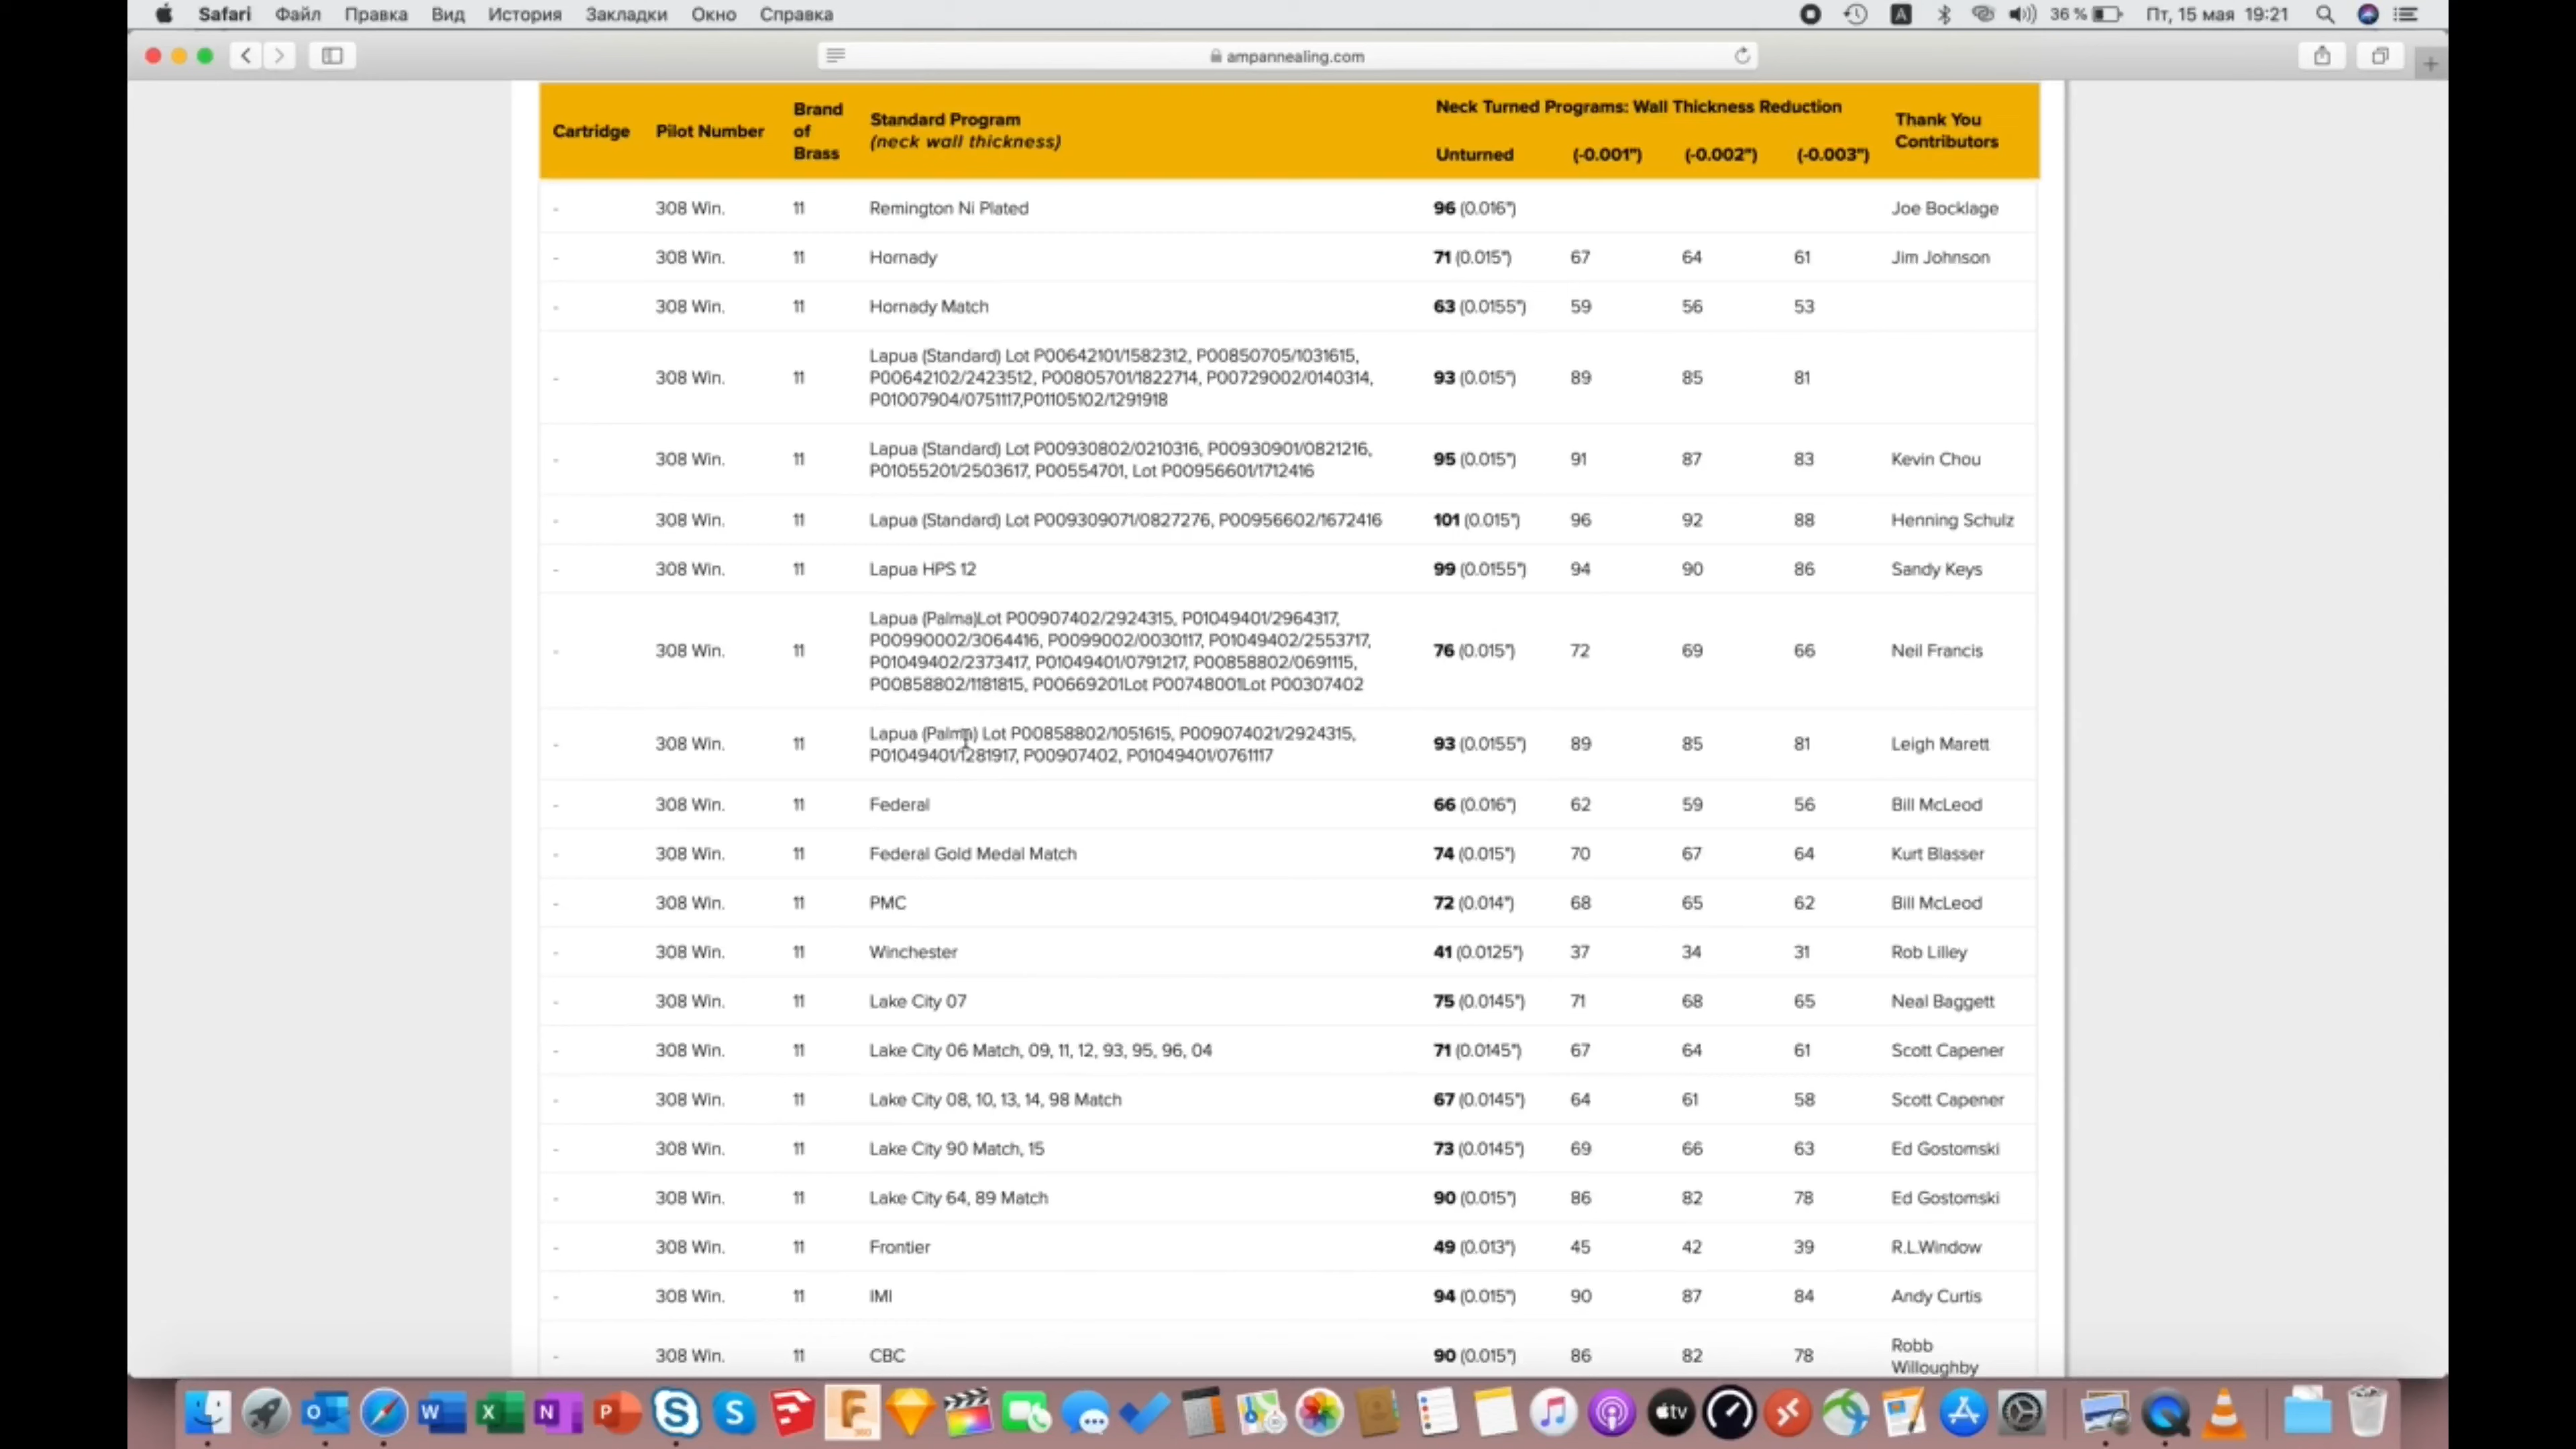 Safari Файл Правка Вид История Закладки Окно Справка 36 % Пт, 15 мая 19:21
ampannealing.com
Cartridge Pilot Number Brand of Brass Standard Program (neck wall thickness) Neck Turned Programs: Wall Thickness Reduction Thank You Contributors
Unturned (-0.001") (-0.002") (-0.003")
- 308 Win. 11 Remington Ni Plated 96 (0.016") Joe Bocklage
- 308 Win. 11 Hornady 71 (0.015") 67 64 61 Jim Johnson
- 308 Win. 11 Hornady Match 63 (0.0155") 59 56 53
Lapua (Standard) Lot P00642101/1582312, P00850705/1031615,
- 308 Win. 11 P00642102/2423512, P00805701/1822714, P00729002/0140314, 93 (0.015") 89 85 81
P01007904/0751117,P01105102/1291918
Lapua (Standard) Lot P00930802/0210316, P00930901/0821216,
- 308 Win. 11 P01055201/2503617, P00554701, Lot P00956601/1712416 95 (0.015") 91 87 83 Kevin Chou
- 308 Win. 11 Lapua (Standard) Lot P009309071/0827276, P00956602/1672416 101 (0.015") 96 92 88 Henning Schulz
- 308 Win. 11 Lapua HPS 12 99 (0.0155") 94 90 86 Sandy Keys
Lapua (Palma)Lot P00907402/2924315, P01049401/2964317,
P00990002/3064416, P0099002/0030117, P01049402/2553717,
- 308 Win. 11 P01049402/2373417, P01049401/0791217, P00858802/0691115, 76 (0.015") 72 69 66 Neil Francis
P00858802/1181815, P00669201Lot P00748001Lot P00307402
Lapua (Palma) Lot P00858802/1051615, P009074021/2924315,
- 308 Win. 11 P01049401/1281917, P00907402, P01049401/0761117 93 (0.0155") 89 85 81 Leigh Marett
- 308 Win. 11 Federal 66 (0.016") 62 59 56 Bill McLeod
- 308 Win. 11 Federal Gold Medal Match 74 (0.015") 70 67 64 Kurt Blasser
- 308 Win. 11 PMC 72 (0.014") 68 65 62 Bill McLeod
- 308 Win. 11 Winchester 41 (0.0125") 37 34 31 Rob Lilley
- 308 Win. 11 Lake City 07 75 (0.0145") 71 68 65 Neal Baggett
- 308 Win. 11 Lake City 06 Match, 09, 11, 12, 93, 95, 96, 04 71 (0.0145") 67 64 61 Scott Capener
- 308 Win. 11 Lake City 08, 10, 13, 14, 98 Match 67 (0.0145") 64 61 58 Scott Capener
- 308 Win. 11 Lake City 90 Match, 15 73 (0.0145") 69 66 63 Ed Gostomski
- 308 Win. 11 Lake City 64, 89 Match 90 (0.015") 86 82 78 Ed Gostomski
- 308 Win. 11 Frontier 49 (0.013") 45 42 39 R.L.Window
- 308 Win. 11 IMI 94 (0.015") 90 87 84 Andy Curtis
- 308 Win. 11 CBC 90 (0.015") 86 82 78 Robb Willoughby
360 tv